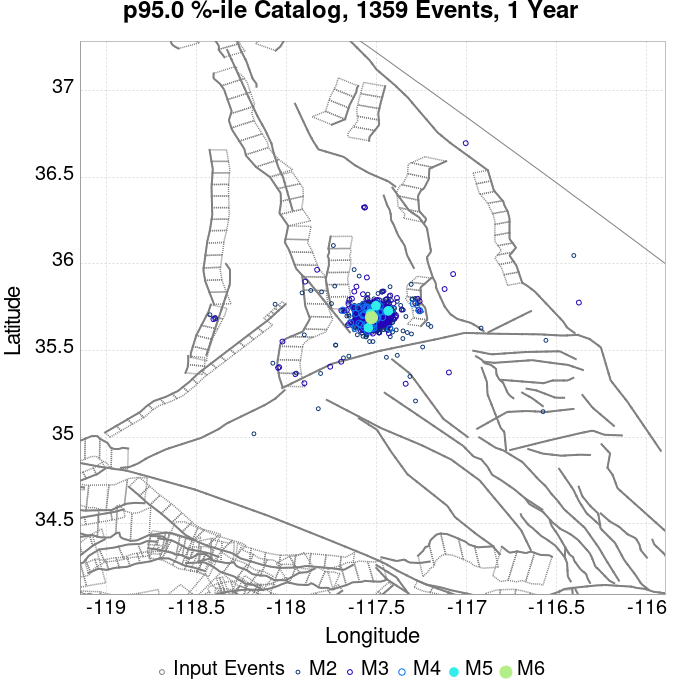 p95.0 %-ile Catalog, 1359 Events, 1 Year
37
36.5
36
35.5
35
34.5
Latitude
-119 -118.5 -118 -117.5 -117 -116.5 -116
Longitude
Input Events M2 M3 M4 M5 M6